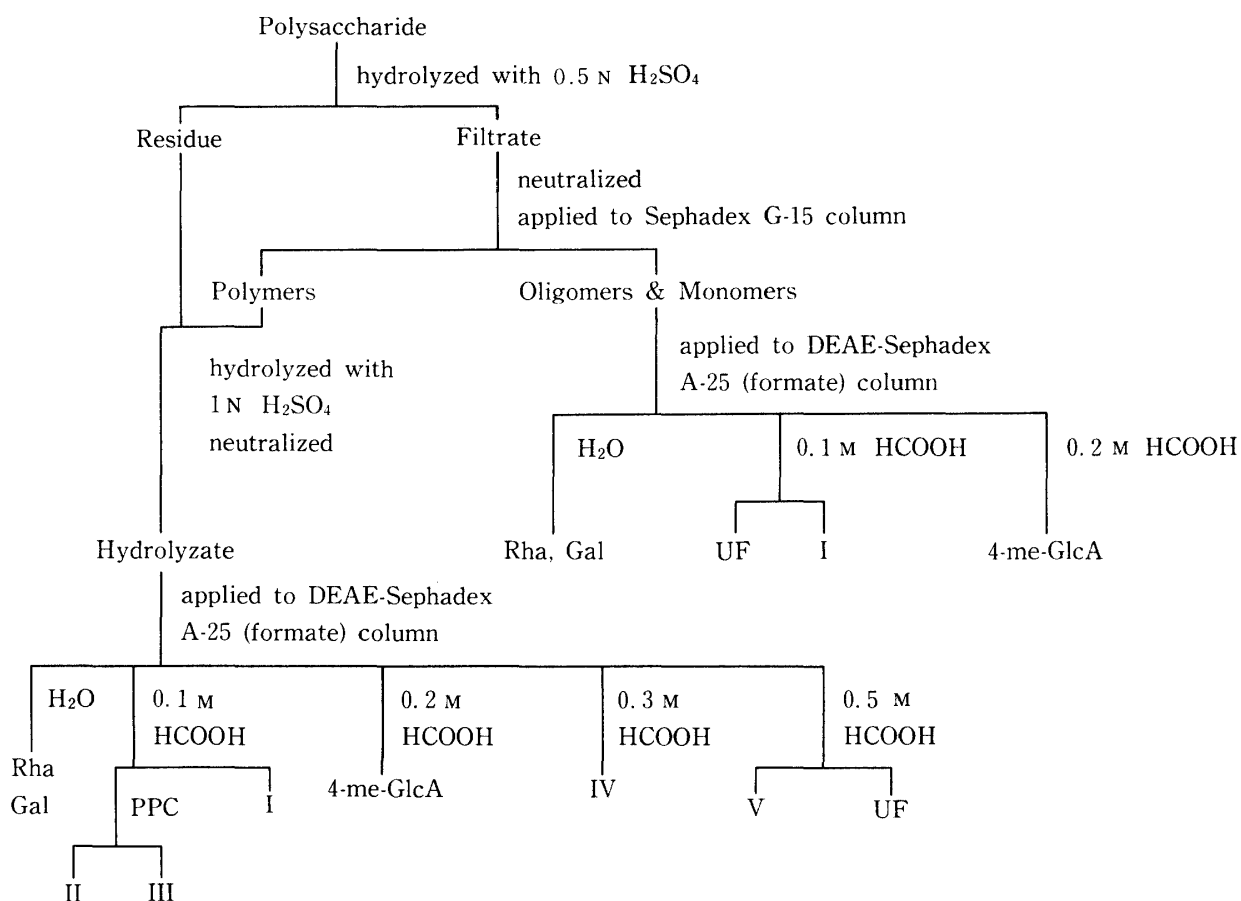 Polysaccharide
hydrolyzed with 0.5 N H₂SO₄
Residue
Filtrate
neutralized
applied to Sephadex G-15 column
Polymers
Oligomers & Monomers
hydrolyzed with
1N H₂SO₄
neutralized
applied to DEAE-Sephadex
A-25 (formate) column
H₂O
0.1 M HCOOH
0.2 M HCOOH
Hydrolyzate
Rha, Gal
UF
I
4-me-GlcA
applied to DEAE-Sephadex
A-25 (formate) column
H₂O
0.1 M
HCOOH
0.2 M
HCOOH
0.3 M
HCOOH
0.5 M
HCOOH
Rha
Gal
PPC
I
4-me-GlcA
IV
V
UF
II
III